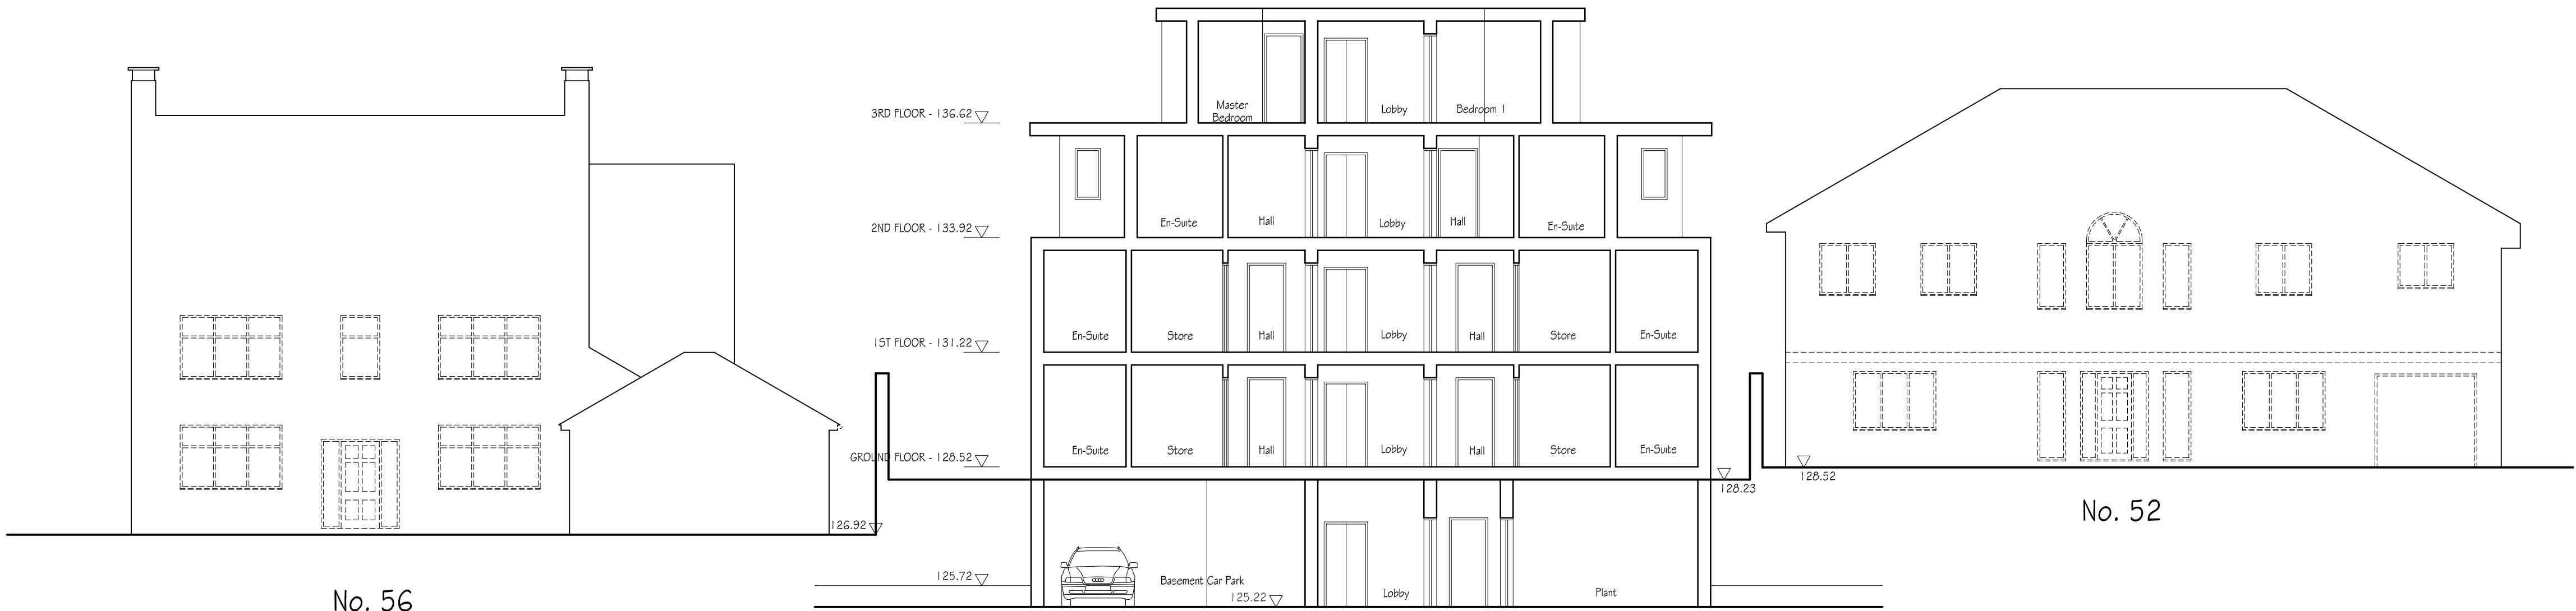 Master
Bedroom
Lobby
Bedroom 1
3RD FLOOR - 136.62
En-Suite
Hall
Lobby
Hall
En-Suite
2ND FLOOR - 133.92
En-Suite
Store
Hall
Lobby
Hall
Store
En-Suite
1ST FLOOR - 131.22
En-Suite
Store
Hall
Lobby
Hall
Store
En-Suite
GROUND FLOOR - 128.52
128.23
128.52
126.92
No. 52
125.72
Basement Car Park
125.22
Lobby
Plant
No. 56